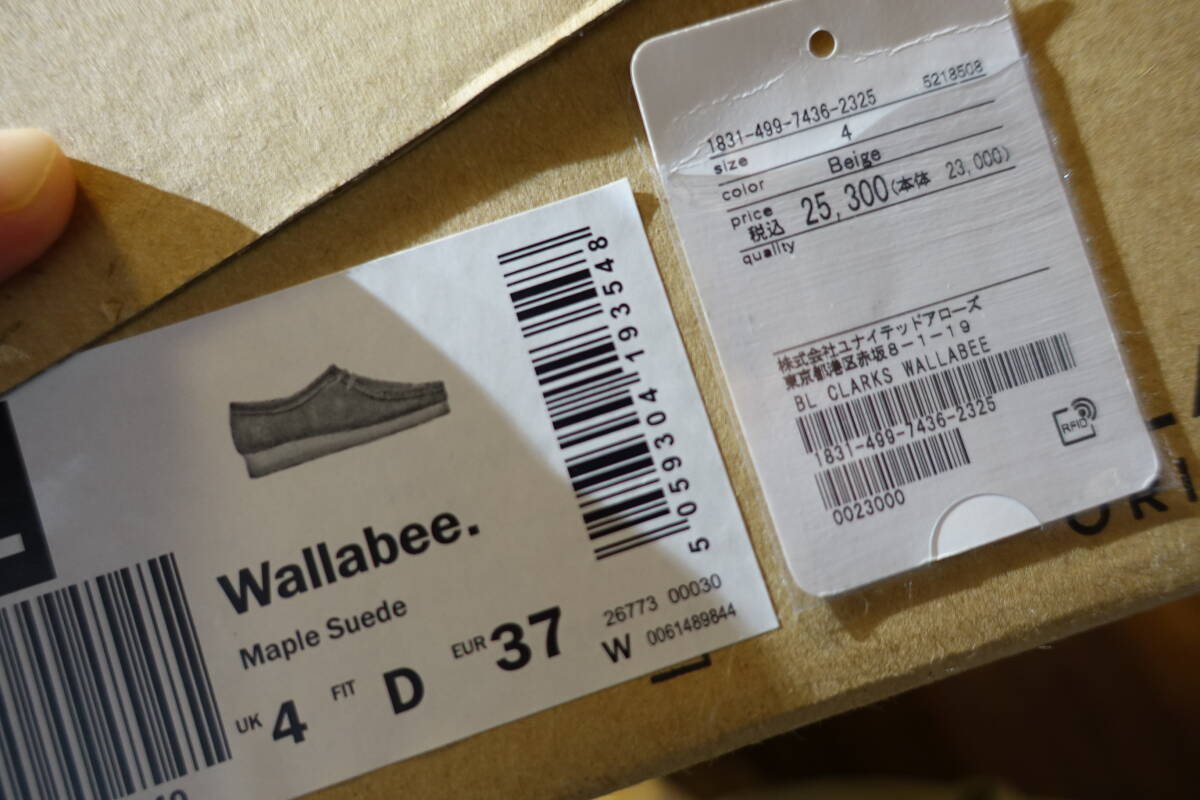 5218508
1831-499-7436-2325
size 4
color Beige
price 税込 25,300(本体 23,000)
quality
株式会社ユナイテッドアローズ
東京都港区赤坂8-1-19
BL CLARKS WALLABEE
1831-499-7436-2325
0023000
RFID
5 059304 193548
Wallabee.
Maple Suede
UK 4 FIT D EUR 37
26773 00030
W 0061489844